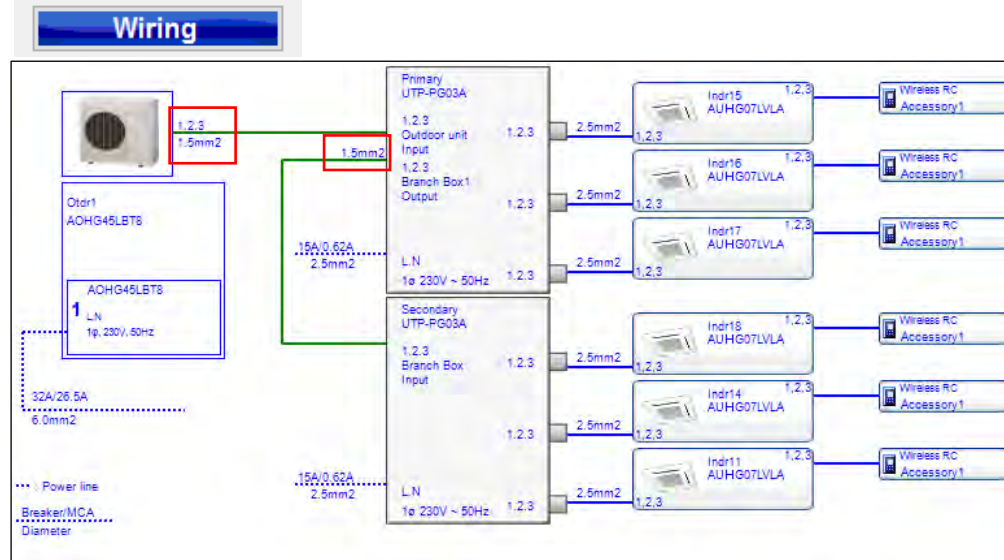 Wiring
1.2.3
1.5mm2
Otdr1
AOHG45LBT8
AOHG45LBT8
1
L.N
1φ, 230V, 50Hz
32A/26.5A
6.0mm2
: Power line
Breaker/MCA
Diameter
1.5mm2
15A/0.62A
2.5mm2
Primary
UTP-PG03A
1.2.3
Outdoor unit
Input
1.2.3
Branch Box1
Output
L.N
1ø 230V ~ 50Hz
1.2.3
1.2.3
1.2.3
2.5mm2
2.5mm2
2.5mm2
Indr15
AUHG07LVLA
1,2,3
1,2,3
Wireless RC
Accessory1
Indr16
AUHG07LVLA
1,2,3
1,2,3
Wireless RC
Accessory1
Indr17
AUHG07LVLA
1,2,3
1,2,3
Wireless RC
Accessory1
15A/0.62A
2.5mm2
Secondary
UTP-PG03A
1.2.3
Branch Box
Input
L.N
1ø 230V ~ 50Hz
1.2.3
1.2.3
1.2.3
2.5mm2
2.5mm2
2.5mm2
Indr18
AUHG07LVLA
1,2,3
1,2,3
Wireless RC
Accessory1
Indr14
AUHG07LVLA
1,2,3
1,2,3
Wireless RC
Accessory1
Indr11
AUHG07LVLA
1,2,3
1,2,3
Wireless RC
Accessory1